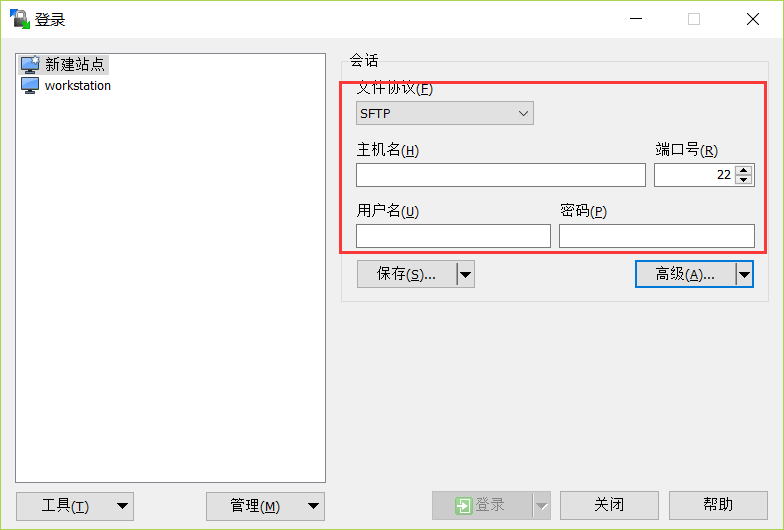 登录
新建站点
workstation
会话
文件协议(F)
SFTP
主机名(H) 端口号(R)
22
用户名(U) 密码(P)
保存(S)... 高级(A)...
工具(T) 管理(M) 登录 关闭 帮助